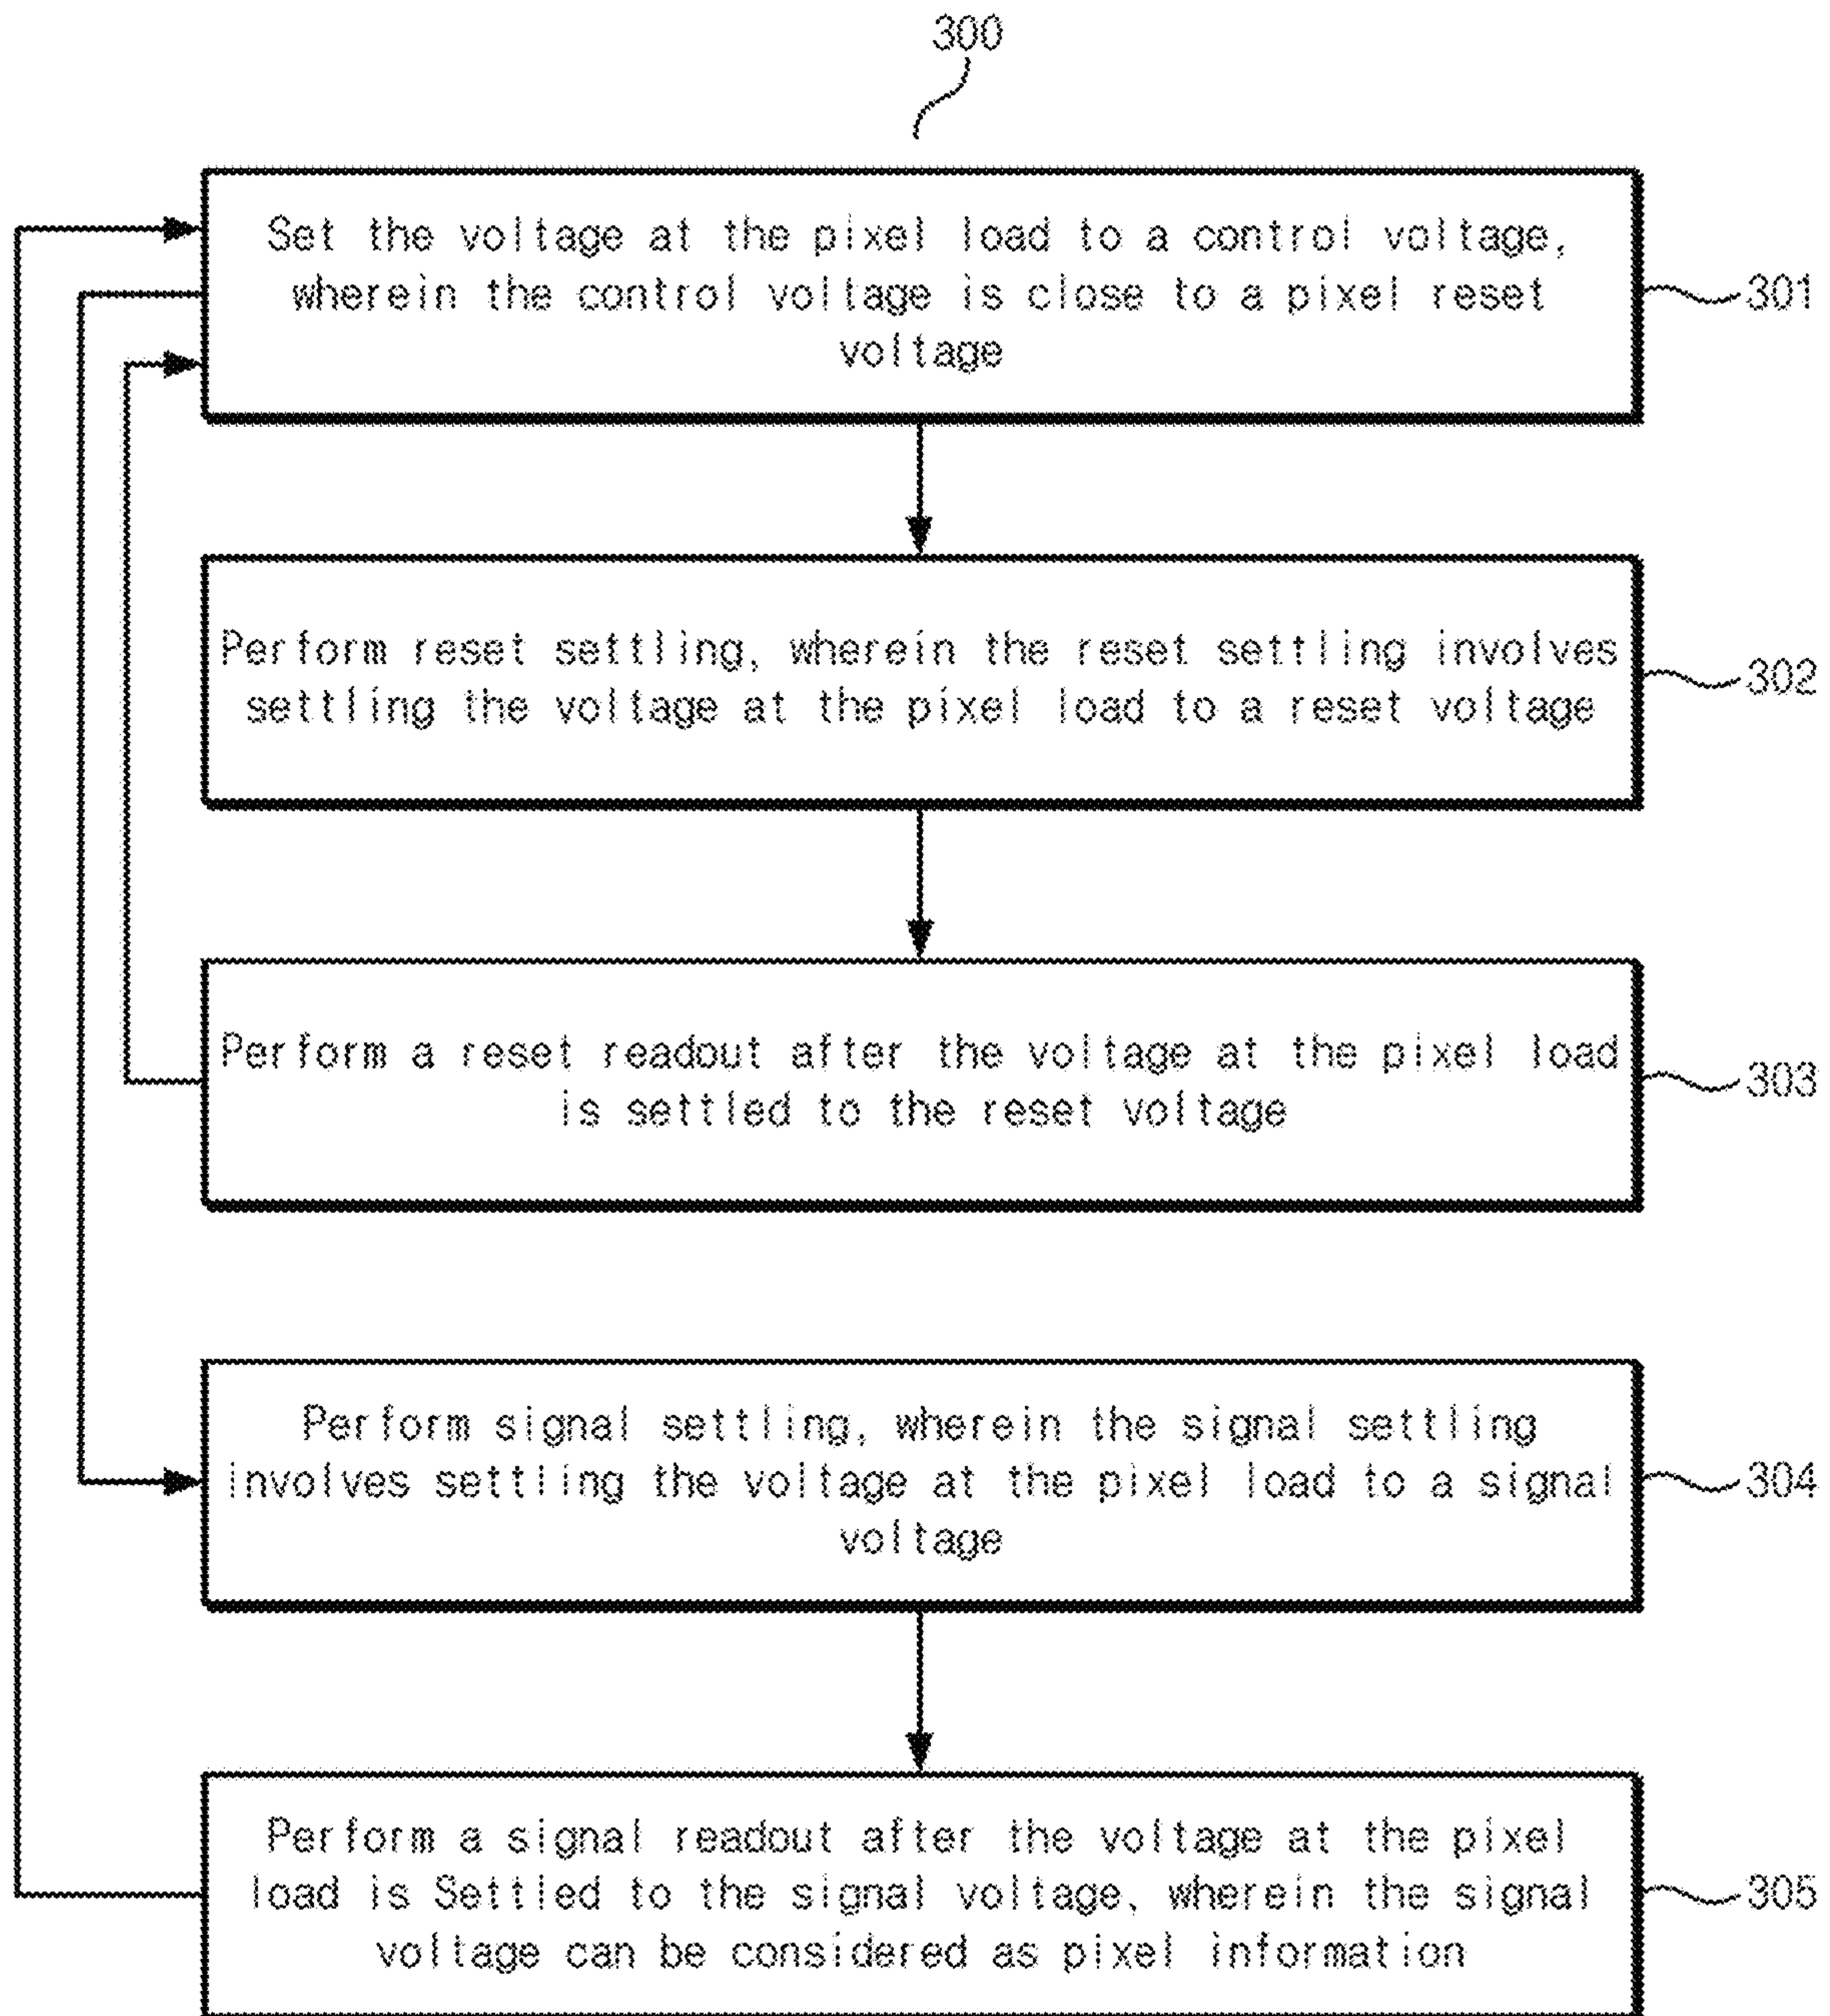 300
Set the voltage at the pixel load to a control voltage,
wherein the control voltage is close to a pixel reset
voltage
301
Perform reset settling, wherein the reset settling involves
settling the voltage at the pixel load to a reset voltage
302
Perform a reset readout after the voltage at the pixel load
is settled to the reset voltage
303
Perform signal settling, wherein the signal settling
involves settling the voltage at the pixel load to a signal
voltage
304
Perform a signal readout after the voltage at the pixel
load is Settled to the signal voltage, wherein the signal
voltage can be considered as pixel information
305